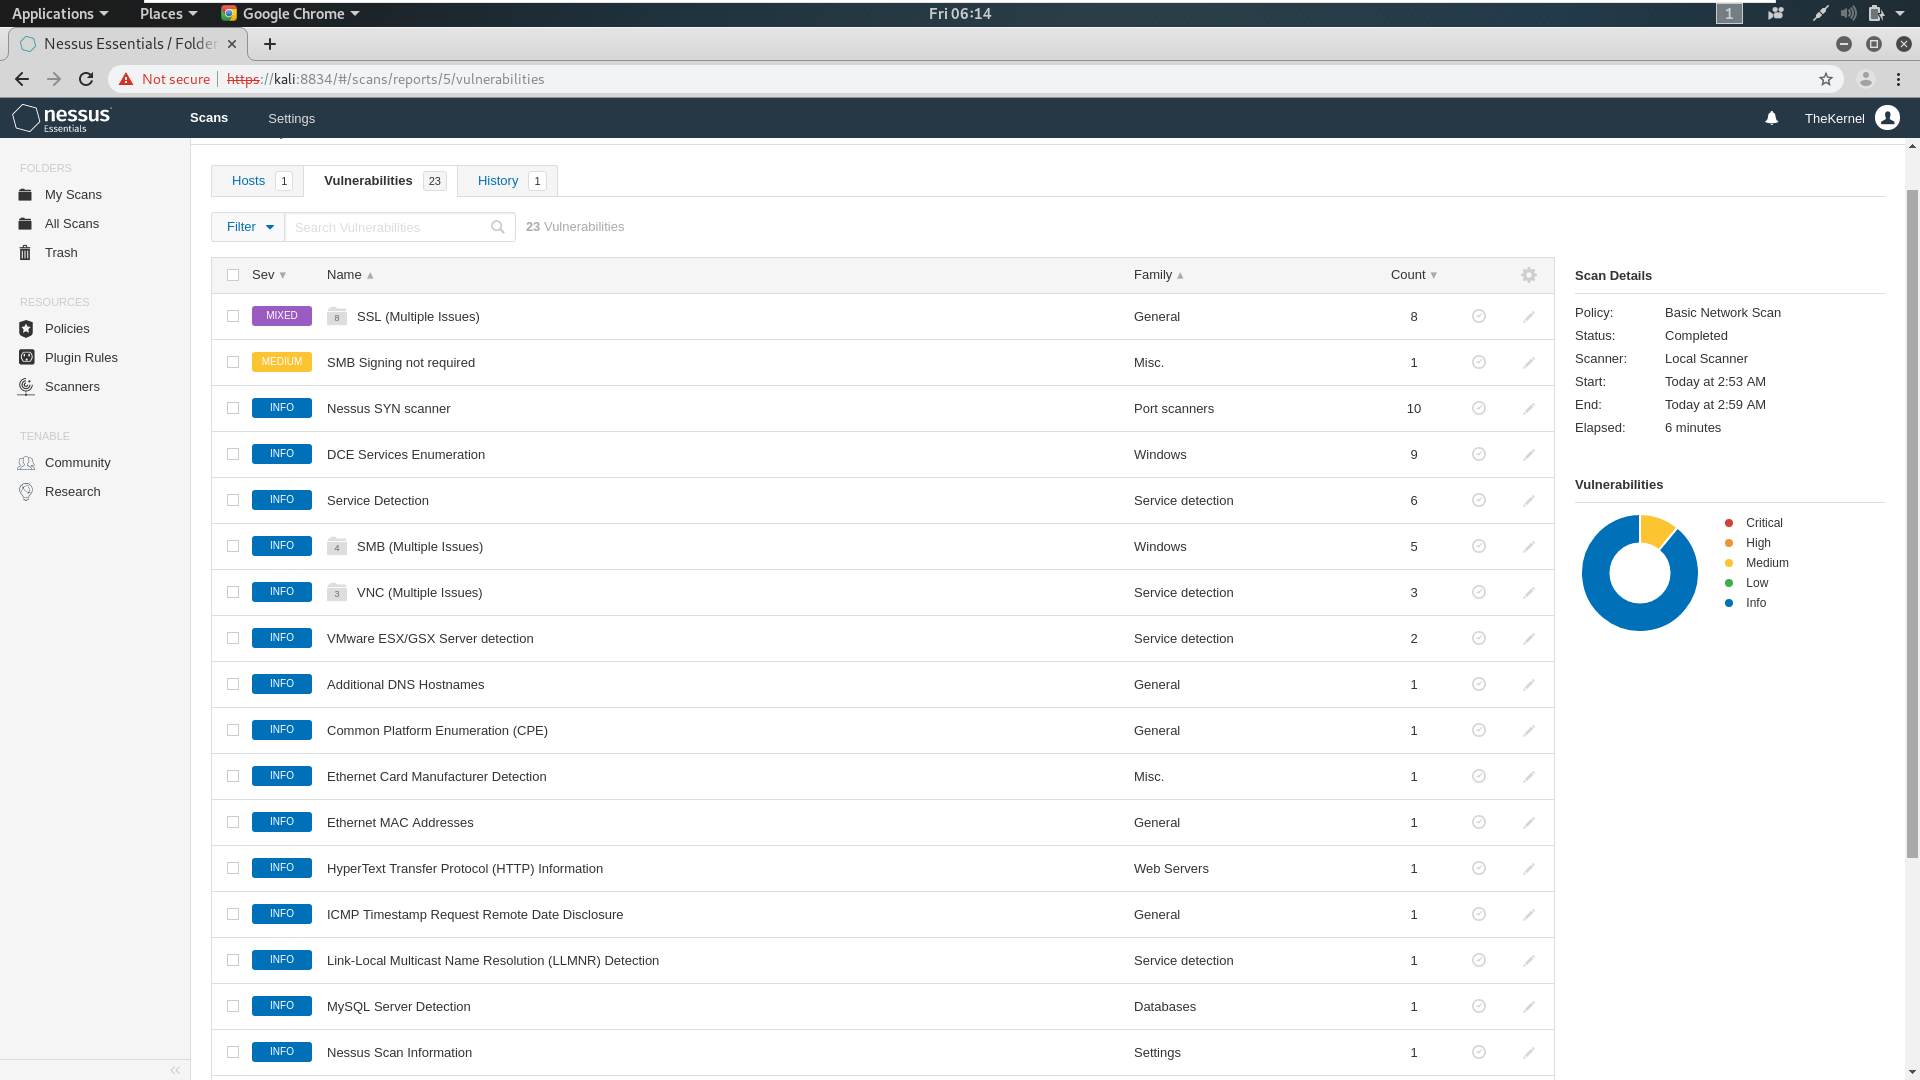 Applications Places Google Chrome Fri 06:14 1
Nessus Essentials / Folder
Not secure https://kali:8834/#/scans/reports/5/vulnerabilities
nessus Essentials Scans Settings TheKernel
FOLDERS
My Scans
All Scans
Trash
RESOURCES
Policies
Plugin Rules
Scanners
TENABLE
Community
Research
Hosts 1 Vulnerabilities 23 History 1
Filter Search Vulnerabilities 23 Vulnerabilities
Sev Name Family Count
MIXED 8 SSL (Multiple Issues) General 8
MEDIUM SMB Signing not required Misc. 1
INFO Nessus SYN scanner Port scanners 10
INFO DCE Services Enumeration Windows 9
INFO Service Detection Service detection 6
INFO 4 SMB (Multiple Issues) Windows 5
INFO 3 VNC (Multiple Issues) Service detection 3
INFO VMware ESX/GSX Server detection Service detection 2
INFO Additional DNS Hostnames General 1
INFO Common Platform Enumeration (CPE) General 1
INFO Ethernet Card Manufacturer Detection Misc. 1
INFO Ethernet MAC Addresses General 1
INFO HyperText Transfer Protocol (HTTP) Information Web Servers 1
INFO ICMP Timestamp Request Remote Date Disclosure General 1
INFO Link-Local Multicast Name Resolution (LLMNR) Detection Service detection 1
INFO MySQL Server Detection Databases 1
INFO Nessus Scan Information Settings 1
Scan Details
Policy: Basic Network Scan
Status: Completed
Scanner: Local Scanner
Start: Today at 2:53 AM
End: Today at 2:59 AM
Elapsed: 6 minutes
Vulnerabilities
Critical
High
Medium
Low
Info